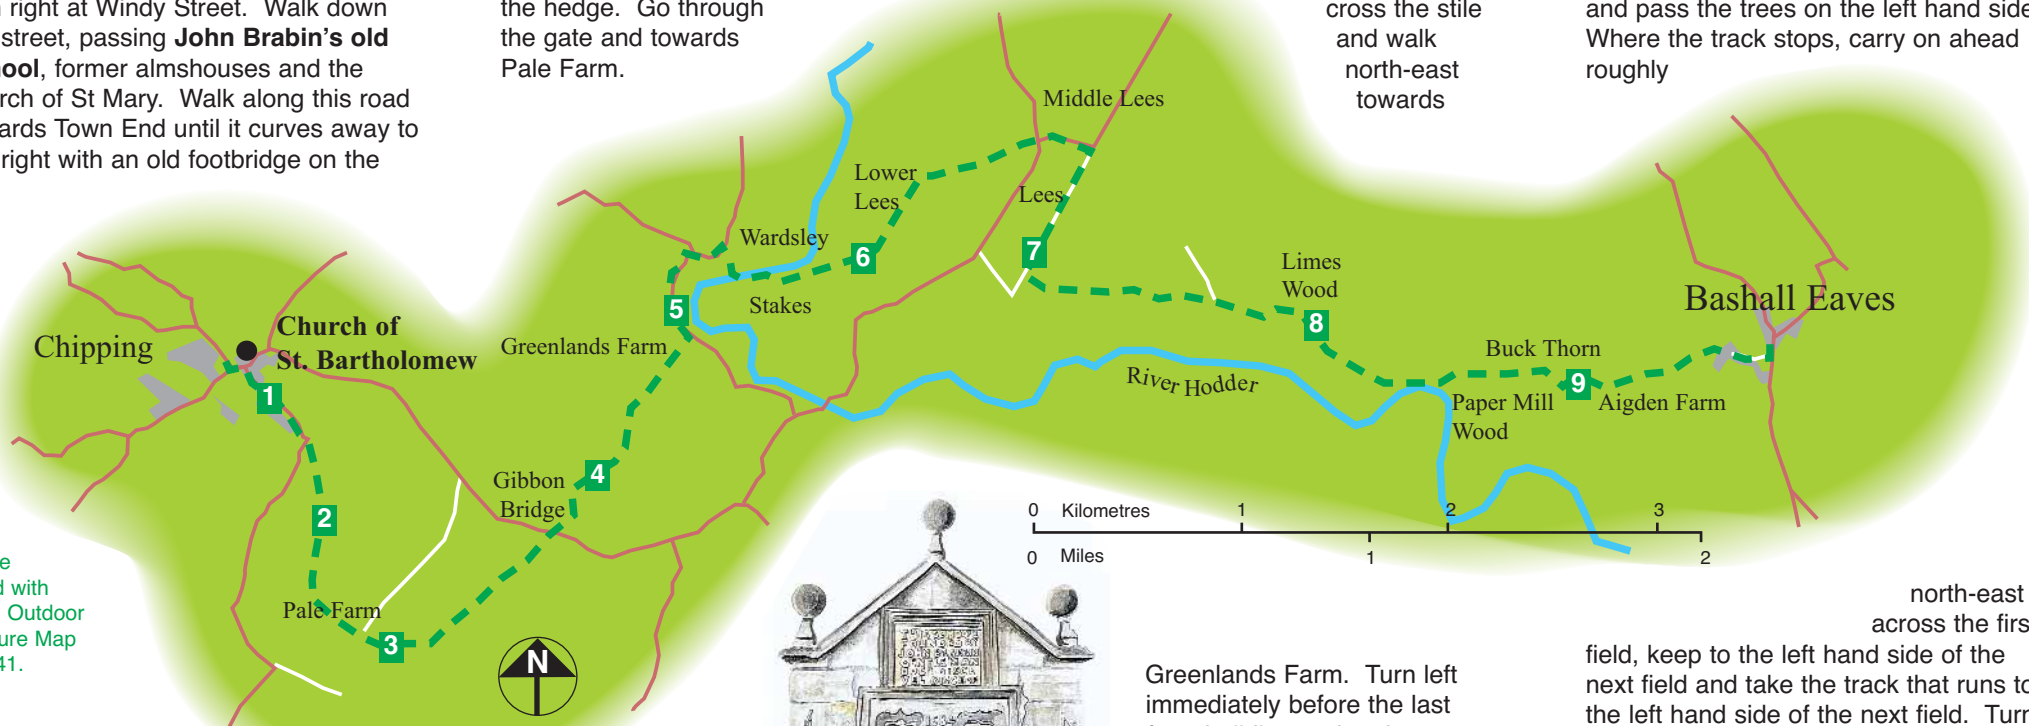 right at Windy Street. Walk down
street, passing John Brabin's old
, former almshouses and the
of St Mary. Walk along this road
Town End until it curves away to
right with an old footbridge on the
the hedge. Go through
the gate and towards
Pale Farm.
cross the stile
and walk
north-east
towards
and pass the trees on the left hand side
Where the track stops, carry on ahead
roughly
Middle Lees
Lower
Lees
Lees
Wardsley
6
7
5
Stakes
Limes
Wood
8
Bashall Eaves
Chipping
Church of
St. Bartholomew
1
Greenlands Farm
River Hodder
Buck Thorn
9
Paper Mill
Wood
Aigden Farm
4
Gibbon
Bridge
2
Pale Farm
3
N
0 Kilometres 1 2 3
0 Miles 1 2
with
Outdoor
Map
41.
Greenlands Farm. Turn left
immediately before the last
north-east
across the
field, keep to the left hand side of the
next field and take the track that runs to
the left hand side of the next field. Turn